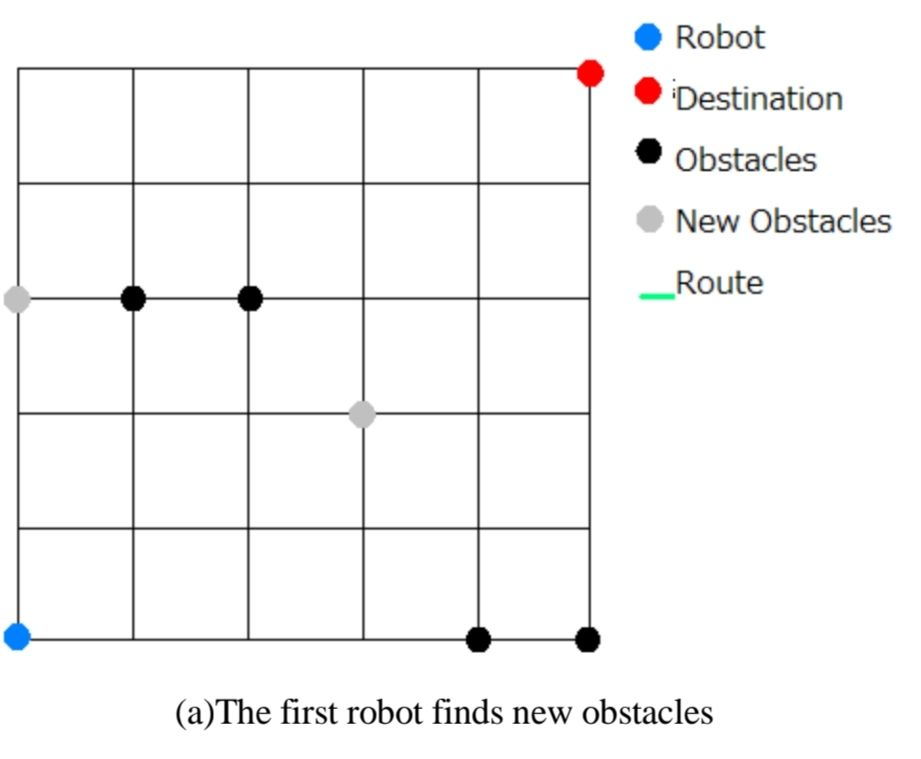 Robot
Destination
Obstacles
New Obstacles
Route
(a)The first robot finds new obstacles